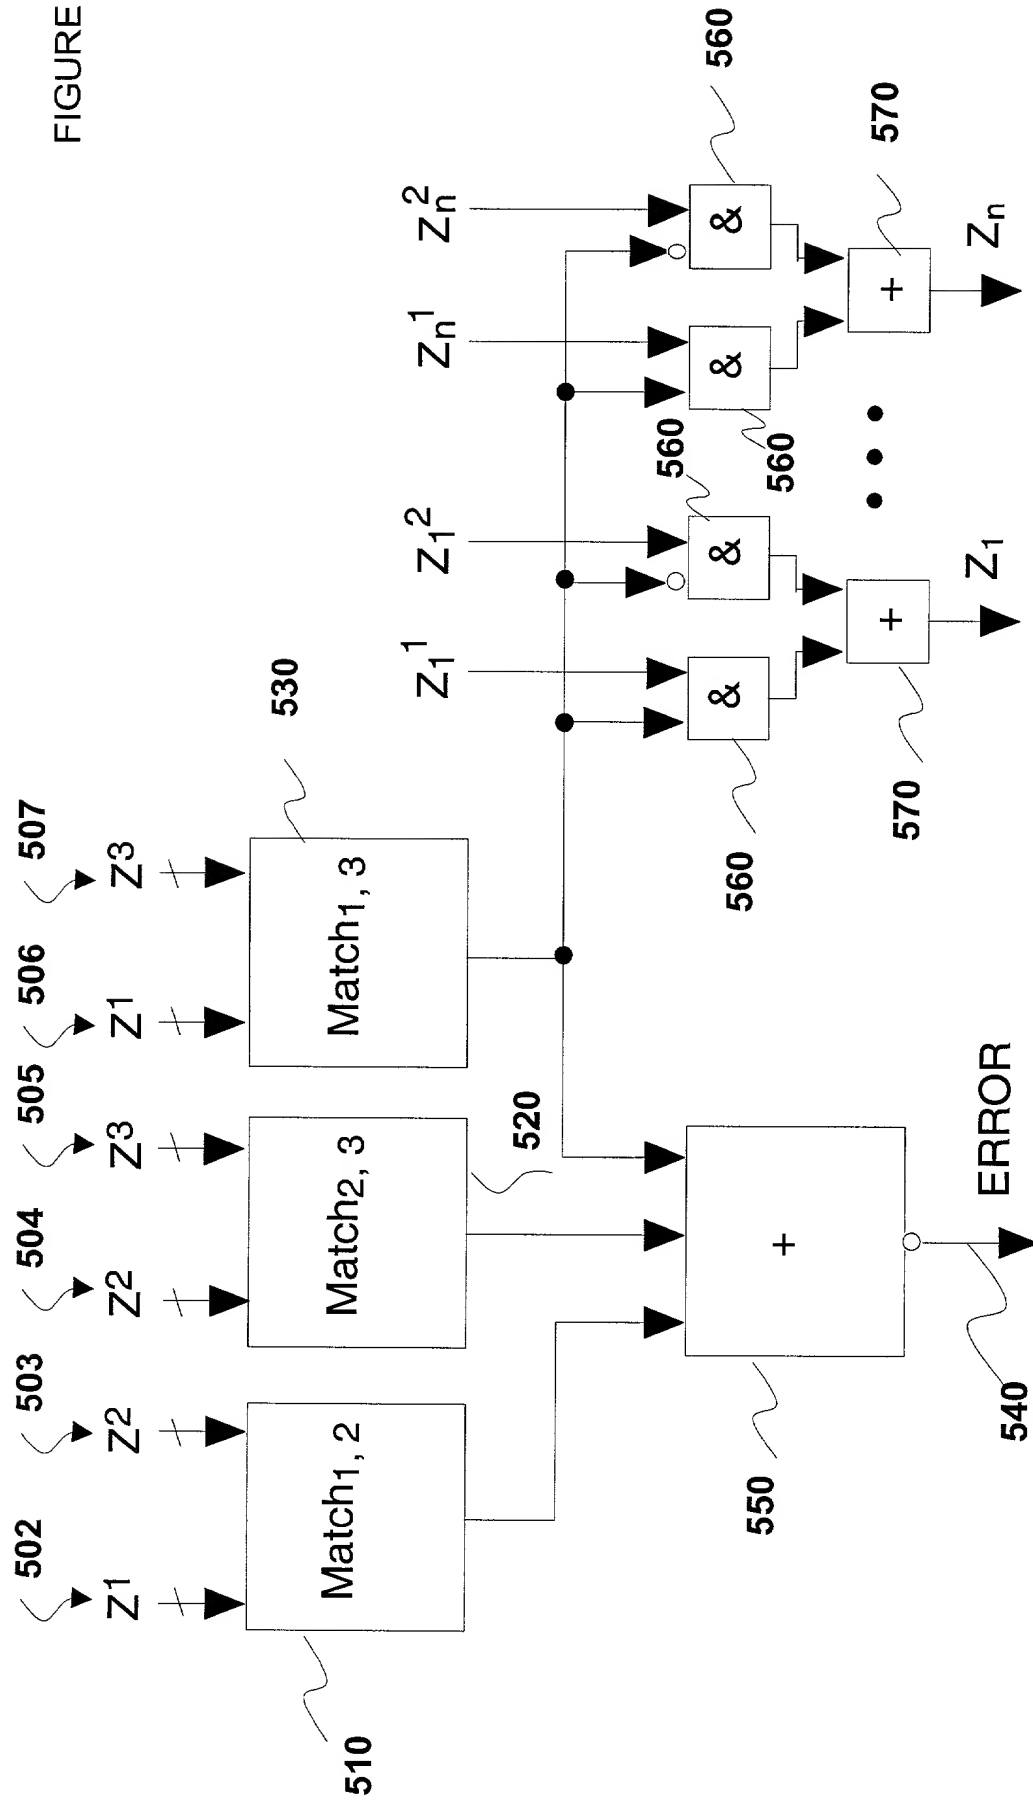 FIGURE
502
503
504
505
506
507
Z1
Z2
Z2
Z3
Z1
Z3
510
Match1, 2
Match2, 3
Match1, 3
530
520
Z1^1
Z1^2
Zn^1
Zn^2
&
&
&
&
560
560
560
560
550
+
+
+
570
570
540
ERROR
Z1
Zn